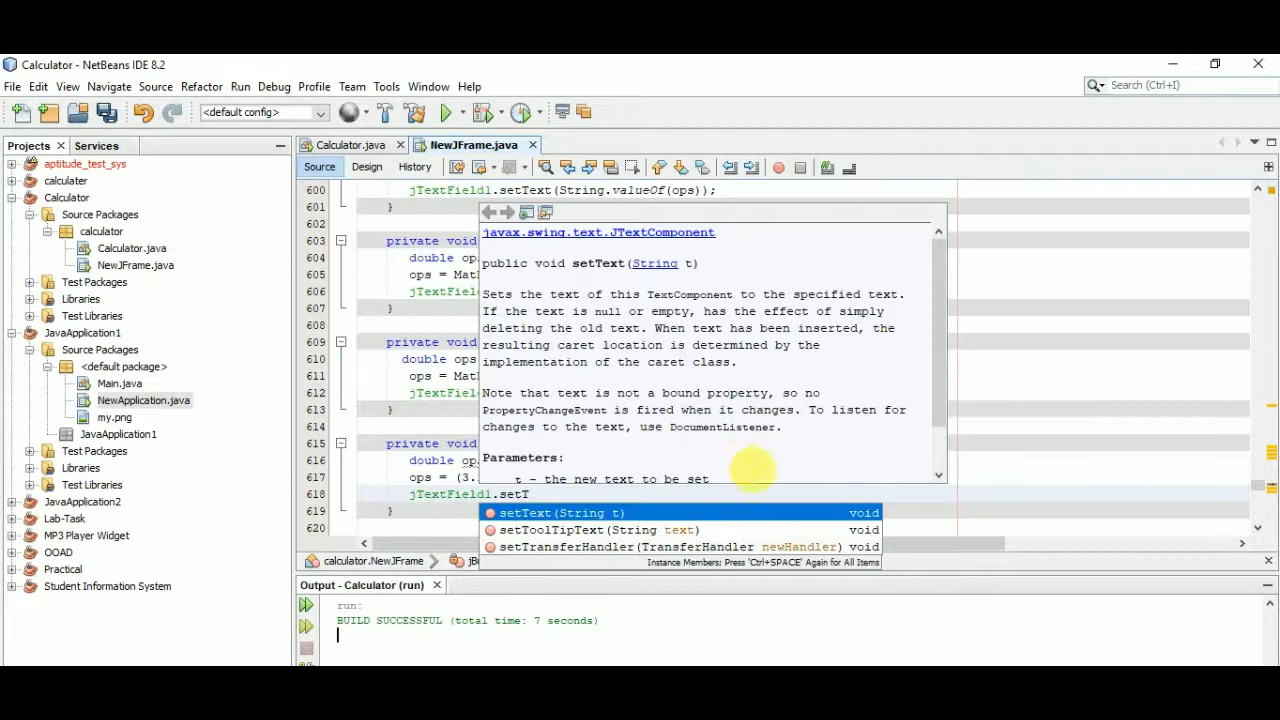 Calculator - NetBeans IDE 8.2
File Edit View Navigate Source Refactor Run Debug Profile Team Tools Window Help
Search (Ctrl+I)
<default config>
Projects Services
Calculator.java NewJFrame.java
Source Design History
aptitude_test_sys
calculater
Calculator
Source Packages
calculator
Calculator.java
NewJFrame.java
Test Packages
Libraries
Test Libraries
JavaApplication1
Source Packages
<default package>
Main.java
NewApplication.java
my.png
JavaApplication1
Test Packages
Libraries
Test Libraries
JavaApplication2
Lab-Task
MP3 Player Widget
OOAD
Practical
Student Information System
600 jTextField1.setText(String.valueOf(ops));
601 }
602
603 private void
604 double op
605 ops = Mat
606 jTextFiel
607 }
608
609 private void
610 double ops
611 ops = Mat
612 jTextFiel
613 }
614
615 private void
616 double op
617 ops = (3.
618 jTextField1.setT
619 }
620
javax.swing.text.JTextComponent
public void setText(String t)
Sets the text of this TextComponent to the specified text.
If the text is null or empty, has the effect of simply
deleting the old text. When text has been inserted, the
resulting caret location is determined by the
implementation of the caret class.
Note that text is not a bound property, so no
PropertyChangeEvent is fired when it changes. To listen for
changes to the text, use DocumentListener.
Parameters:
t - the new text to be set
setText(String t) void
setToolTipText(String text) void
setTransferHandler(TransferHandler newHandler) void
Instance Members; Press 'Ctrl+SPACE' Again for All Items
calculator.NewJFrame
Output - Calculator (run)
run:
BUILD SUCCESSFUL (total time: 7 seconds)